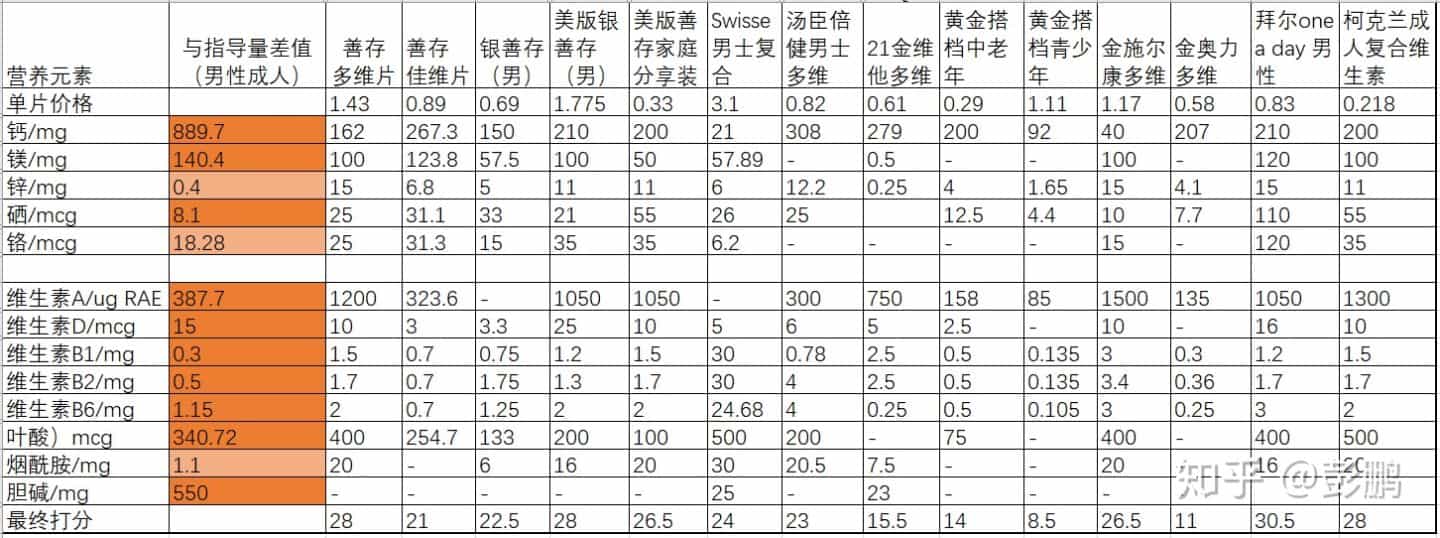 营养元素 与指导量差值（男性成人） 善存多维片 善存佳维片 银善存（男） 美版银善存（男） 美版善存家庭分享装 Swisse男士复合 汤臣倍健男士多维 21金维他多维 黄金搭档中老年 黄金搭档青少年 金施尔康多维 金奥力多维 拜尔one a day 男性 柯克兰成人复合维生素
单片价格 1.43 0.89 0.69 1.775 0.33 3.1 0.82 0.61 0.29 1.11 1.17 0.58 0.83 0.218
钙/mg 889.7 162 267.3 150 210 200 21 308 279 200 92 40 207 210 200
镁/mg 140.4 100 123.8 57.5 100 50 57.89 - 0.5 - - 100 - 120 100
锌/mg 0.4 15 6.8 5 11 11 6 12.2 0.25 4 1.65 15 4.1 15 11
硒/mcg 8.1 25 31.1 33 21 55 26 25 12.5 4.4 10 7.7 110 55
铬/mcg 18.28 25 31.3 15 35 35 6.2 - - - - 15 - 120 35
维生素A/ug RAE 387.7 1200 323.6 - 1050 1050 - 300 750 158 85 1500 135 1050 1300
维生素D/mcg 15 10 3 3.3 25 10 5 6 5 2.5 - 10 - 16 10
维生素B1/mg 0.3 1.5 0.7 0.75 1.2 1.5 30 0.78 2.5 0.5 0.135 3 0.3 1.2 1.5
维生素B2/mg 0.5 1.7 0.7 1.75 1.3 1.7 30 4 2.5 0.5 0.135 3.4 0.36 1.7 1.7
维生素B6/mg 1.15 2 0.7 1.25 2 2 24.68 4 0.25 0.5 0.105 3 0.25 3 2
叶酸）mcg 340.72 400 254.7 133 200 100 500 200 - 75 - 400 - 400 500
烟酰胺/mg 1.1 20 - 6 16 20 30 20.5 7.5 - - 20 - 16 20
胆碱/mg 550 - - - - - 25 - 23 - - - - - -
最终打分 28 21 22.5 28 26.5 24 23 15.5 14 8.5 26.5 11 30.5 28
知乎 @彭鹏